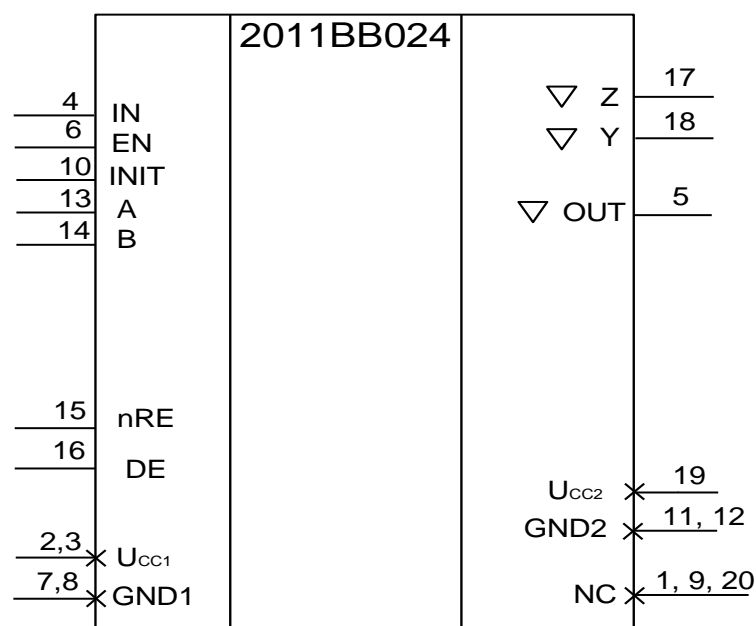 2011BB024
4 IN
6 EN
10 INIT
13 A
14 B
15 nRE
16 DE
2,3 UCC1
7,8 GND1
Z 17
Y 18
OUT 5
UCC2 19
GND2 11, 12
NC 1, 9, 20